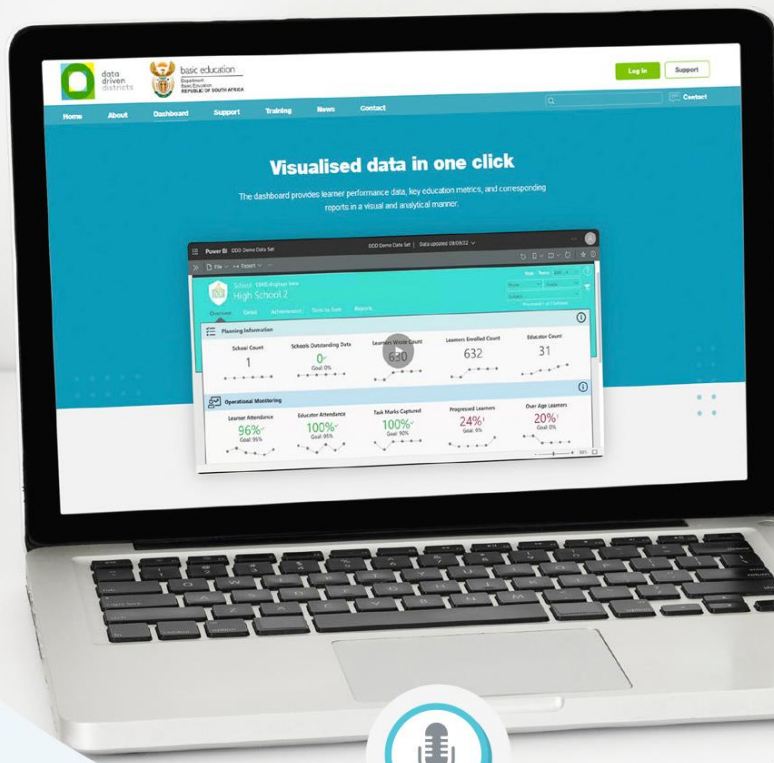 data
driven
districts
basic education
Department:
Basic Education
REPUBLIC OF SOUTH AFRICA
Log In
Support
Home
About
Dashboard
Support
Training
News
Contact
Contact
Visualised data in one click
The dashboard provides learner performance data, key education metrics, and corresponding
reports in a visual and analytical manner.
Power BI DDD Demo Data Set
DDD Demo Data Set | Data updated 09/09/22
File
Export
High School 2
Overview
Detail
Achievement
Reports
Planning Information
School Count
1
Schools Outstanding Data
0
Goal: 0%
630
Learners Enrolled Count
632
Educator Count
31
Operational Monitoring
Learner Attendance
96%
Goal: 95%
Educator Attendance
100%
Goal: 95%
Task Marks Captured
100%
Goal: 90%
Progressed Learners
24%
Over Age Learners
20%
Goal: 0%